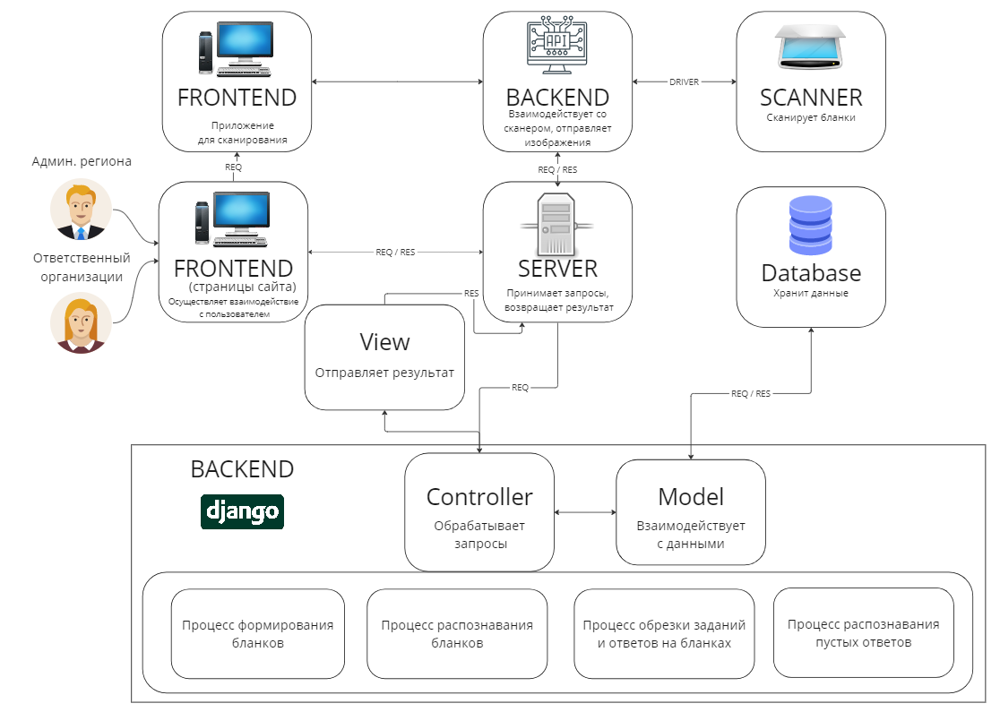 FRONTEND
Приложение
для сканирования
API
BACKEND
Взаимодействует со
сканером, отправляет
изображения
DRIVER
SCANNER
Сканирует бланки
REQ
REQ / RES
Админ. региона
Ответственный
организации
FRONTEND
(страницы сайта)
Осуществляет взаимодействие
с пользователем
REQ / RES
SERVER
Принимает запросы,
возвращает результат
Database
Хранит данные
RES
View
Отправляет результат
REQ
REQ / RES
BACKEND
django
Controller
Обрабатывает
запросы
Model
Взаимодействует
с данными
Процесс формирования
бланков
Процесс распознавания
бланков
Процесс обрезки заданий
и ответов на бланках
Процесс распознавания
пустых ответов